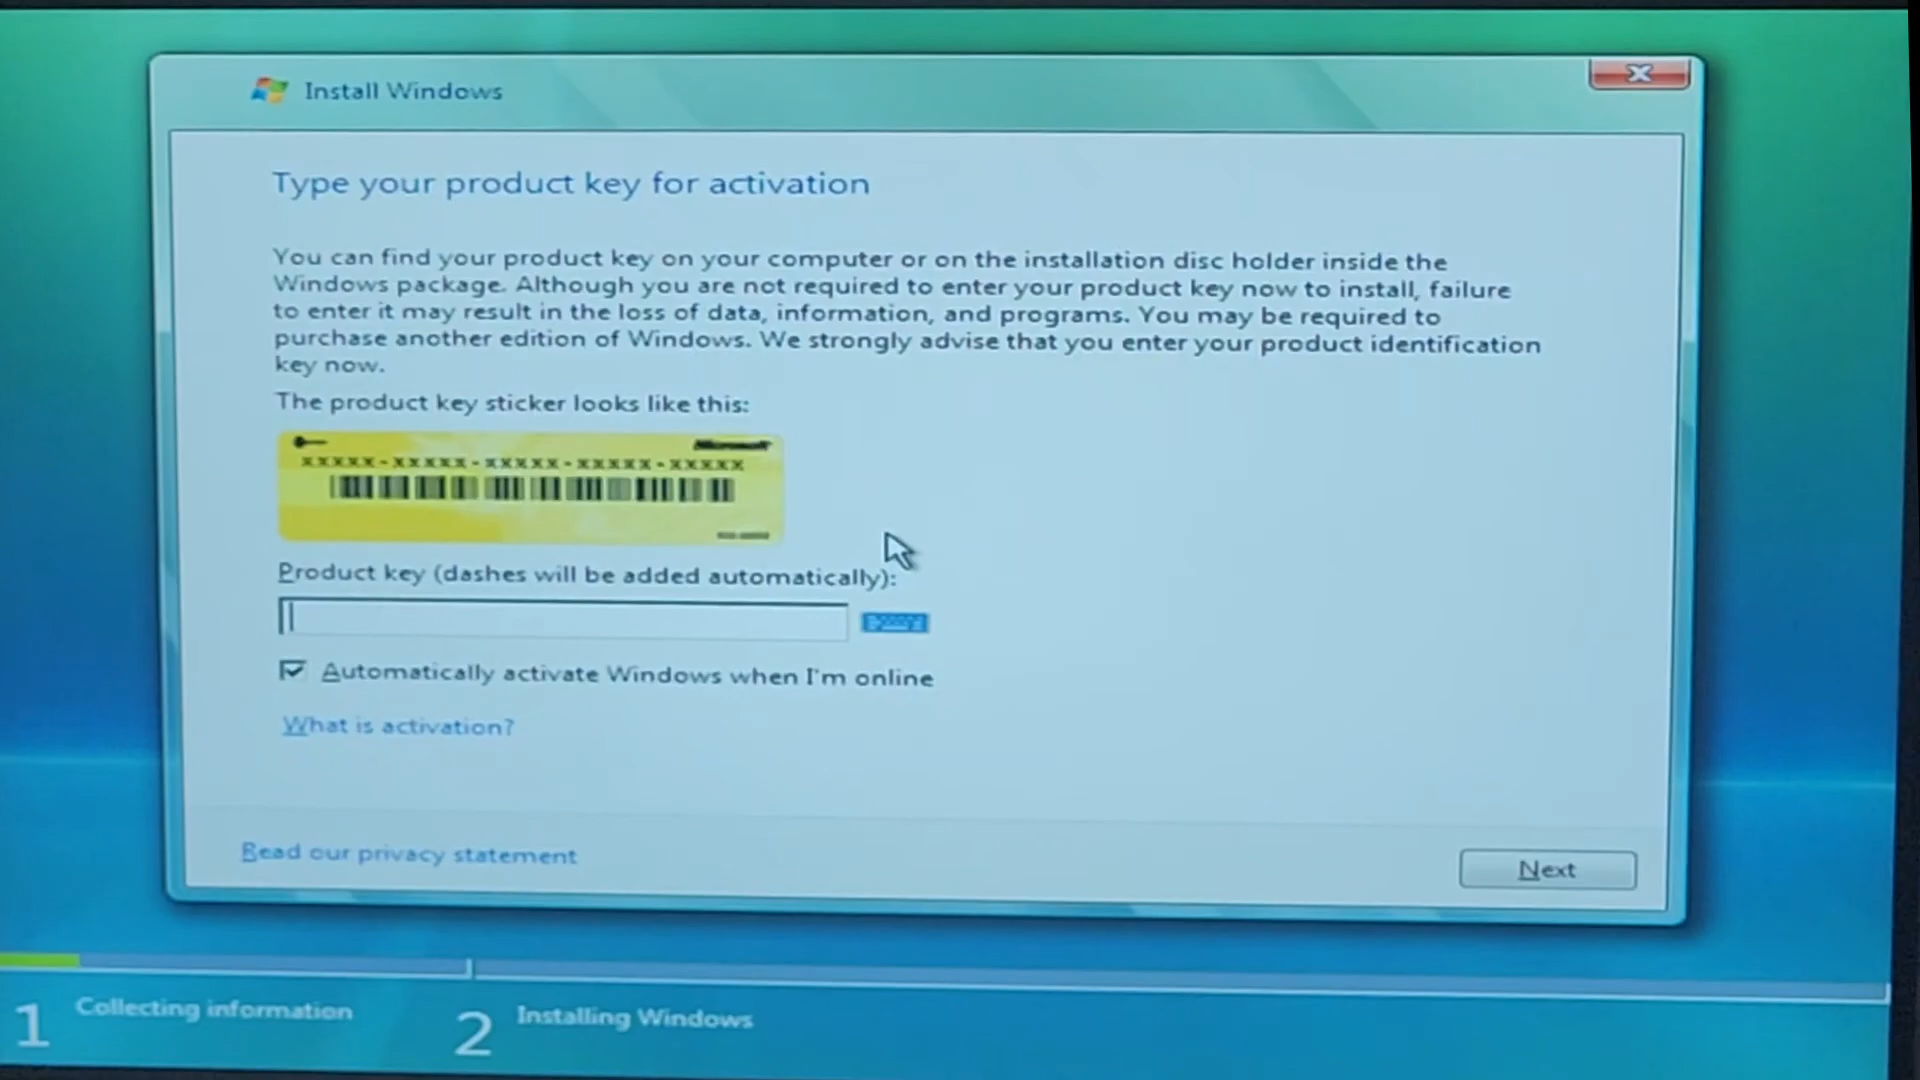 Install Windows
Type your product key for activation
You can find your product key on your computer or on the installation disc holder inside the
Windows package. Although you are not required to enter your product key now to install, failure
to enter it may result in the loss of data, information, and programs. You may be required to
purchase another edition of Windows. We strongly advise that you enter your product identification
key now.
The product key sticker looks like this:
Microsoft
XXXXX-XXXXX-XXXXX-XXXXX-XXXXX
Product key (dashes will be added automatically):
Automatically activate Windows when I'm online
What is activation?
Read our privacy statement
Next
1 Collecting information
2 Installing Windows